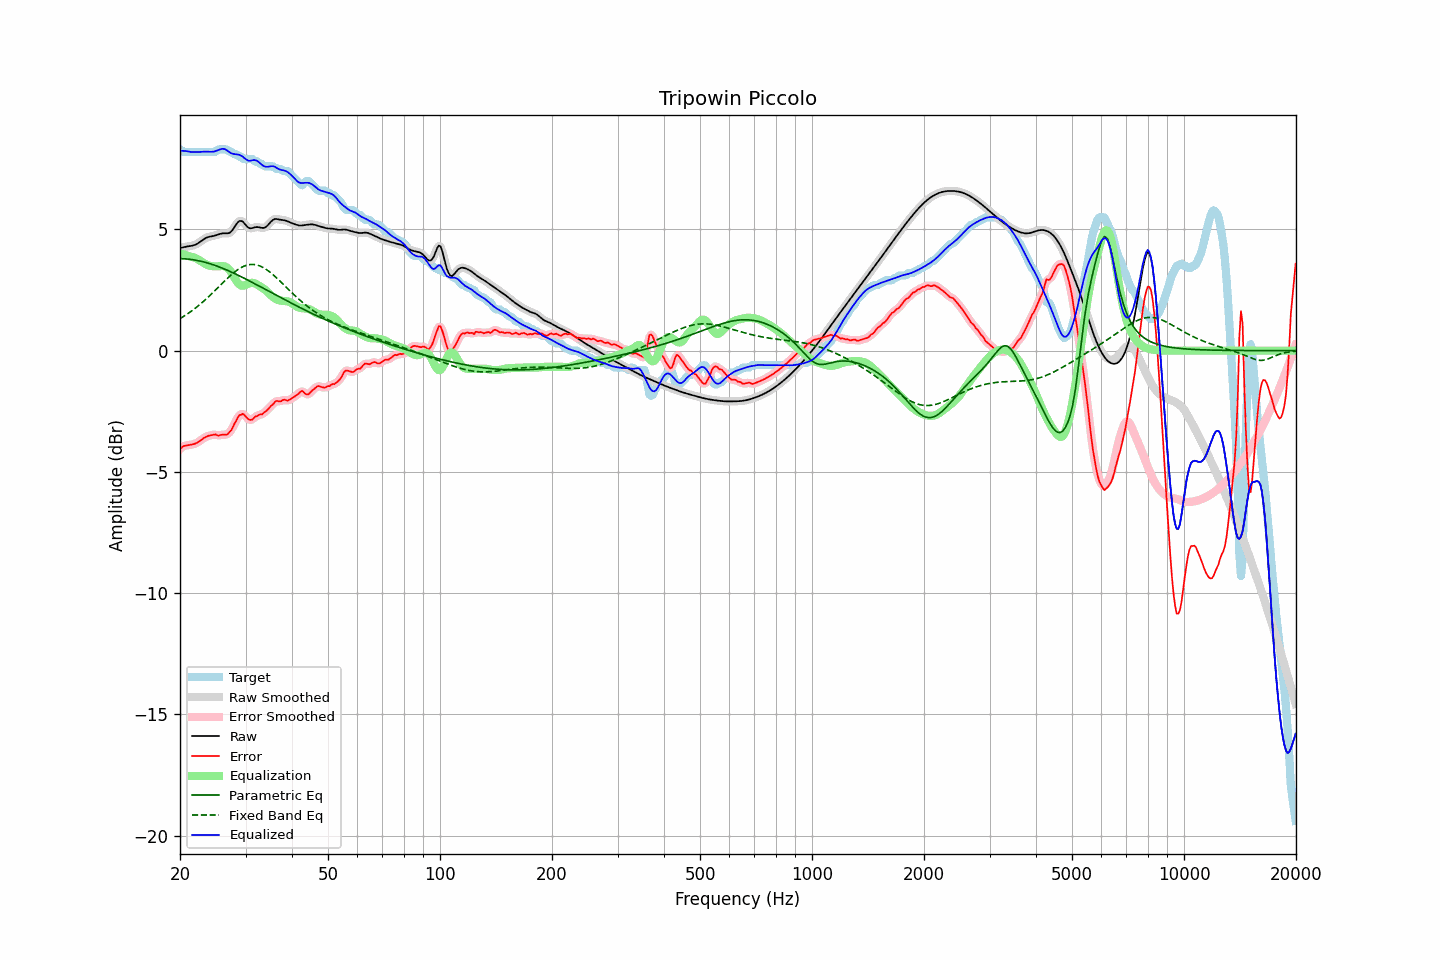 Tripowin Piccolo
Amplitude (dBr)
5
0
−5
−10
−15
−20
Target
Raw Smoothed
Error Smoothed
Raw
Error
Equalization
Parametric Eq
Fixed Band Eq
Equalized
20 50 100 200 500 1000 2000 5000 10000 20000
Frequency (Hz)